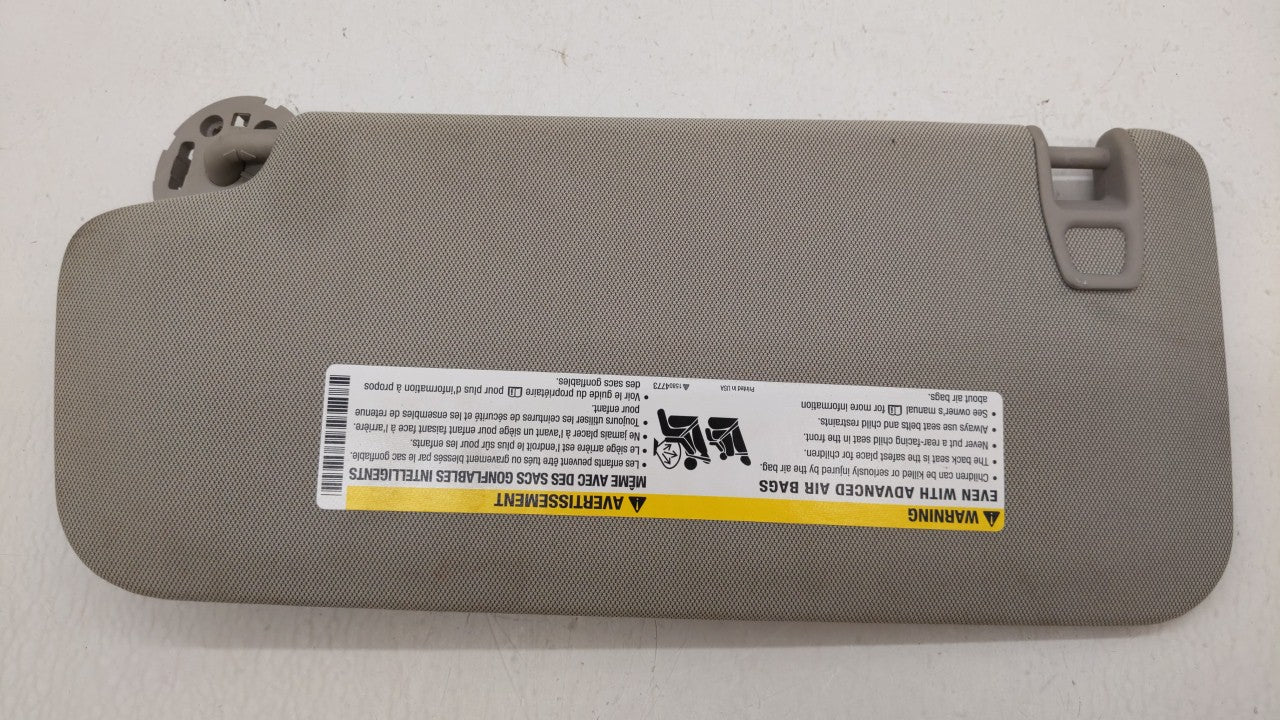 ⚠ WARNING
EVEN WITH ADVANCED AIR BAGS
• Children can be killed or seriously injured by the air bag.
• The back seat is the safest place for children.
• Never put a rear-facing child seat in the front.
• Always use seat belts and child restraints.
• See owner's manual for more information
about air bags.
Printed in USA
15804773
⚠ AVERTISSEMENT
MÊME AVEC DES SACS GONFLABLES INTELLIGENTS
• Les enfants peuvent être tués ou gravement blessés par le sac gonflable.
• Le siège arrière est l'endroit le plus sûr pour les enfants.
• Ne jamais placer à l'avant un siège pour enfant faisant face à l'arrière.
• Toujours utiliser les ceintures de sécurité et les ensembles de retenue
pour enfant.
• Voir le guide du propriétaire pour plus d'information à propos
des sacs gonflables.